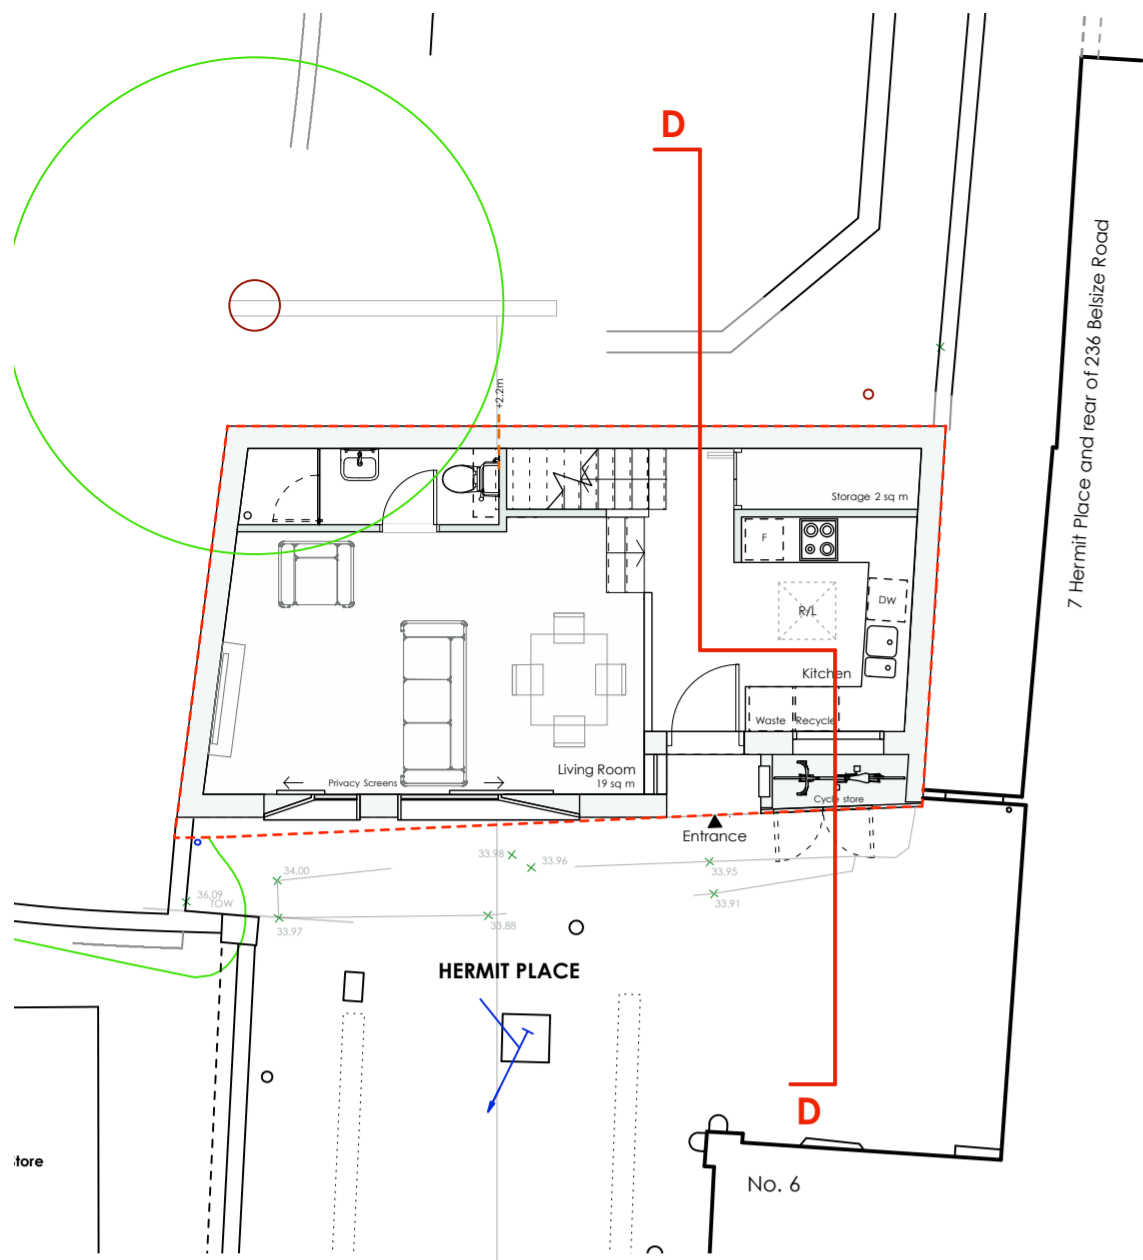 D
7 Hermit Place and rear of 236 Belsize Road
+2.2m
Storage 2 sq m
F
DW
R/L
Kitchen
Waste
Recycle
Living Room
19 sq m
Privacy Screens
Cycle store
Entrance
33.98
33.96
33.95
34.00
33.91
36.09
TOW
33.97
33.88
HERMIT PLACE
D
tore
No. 6